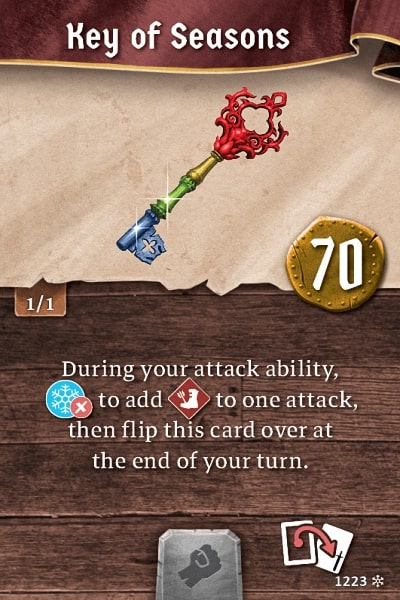 Key of Seasons
70
1/1
During your attack ability,
to add to one attack,
then flip this card over at
the end of your turn.
1223